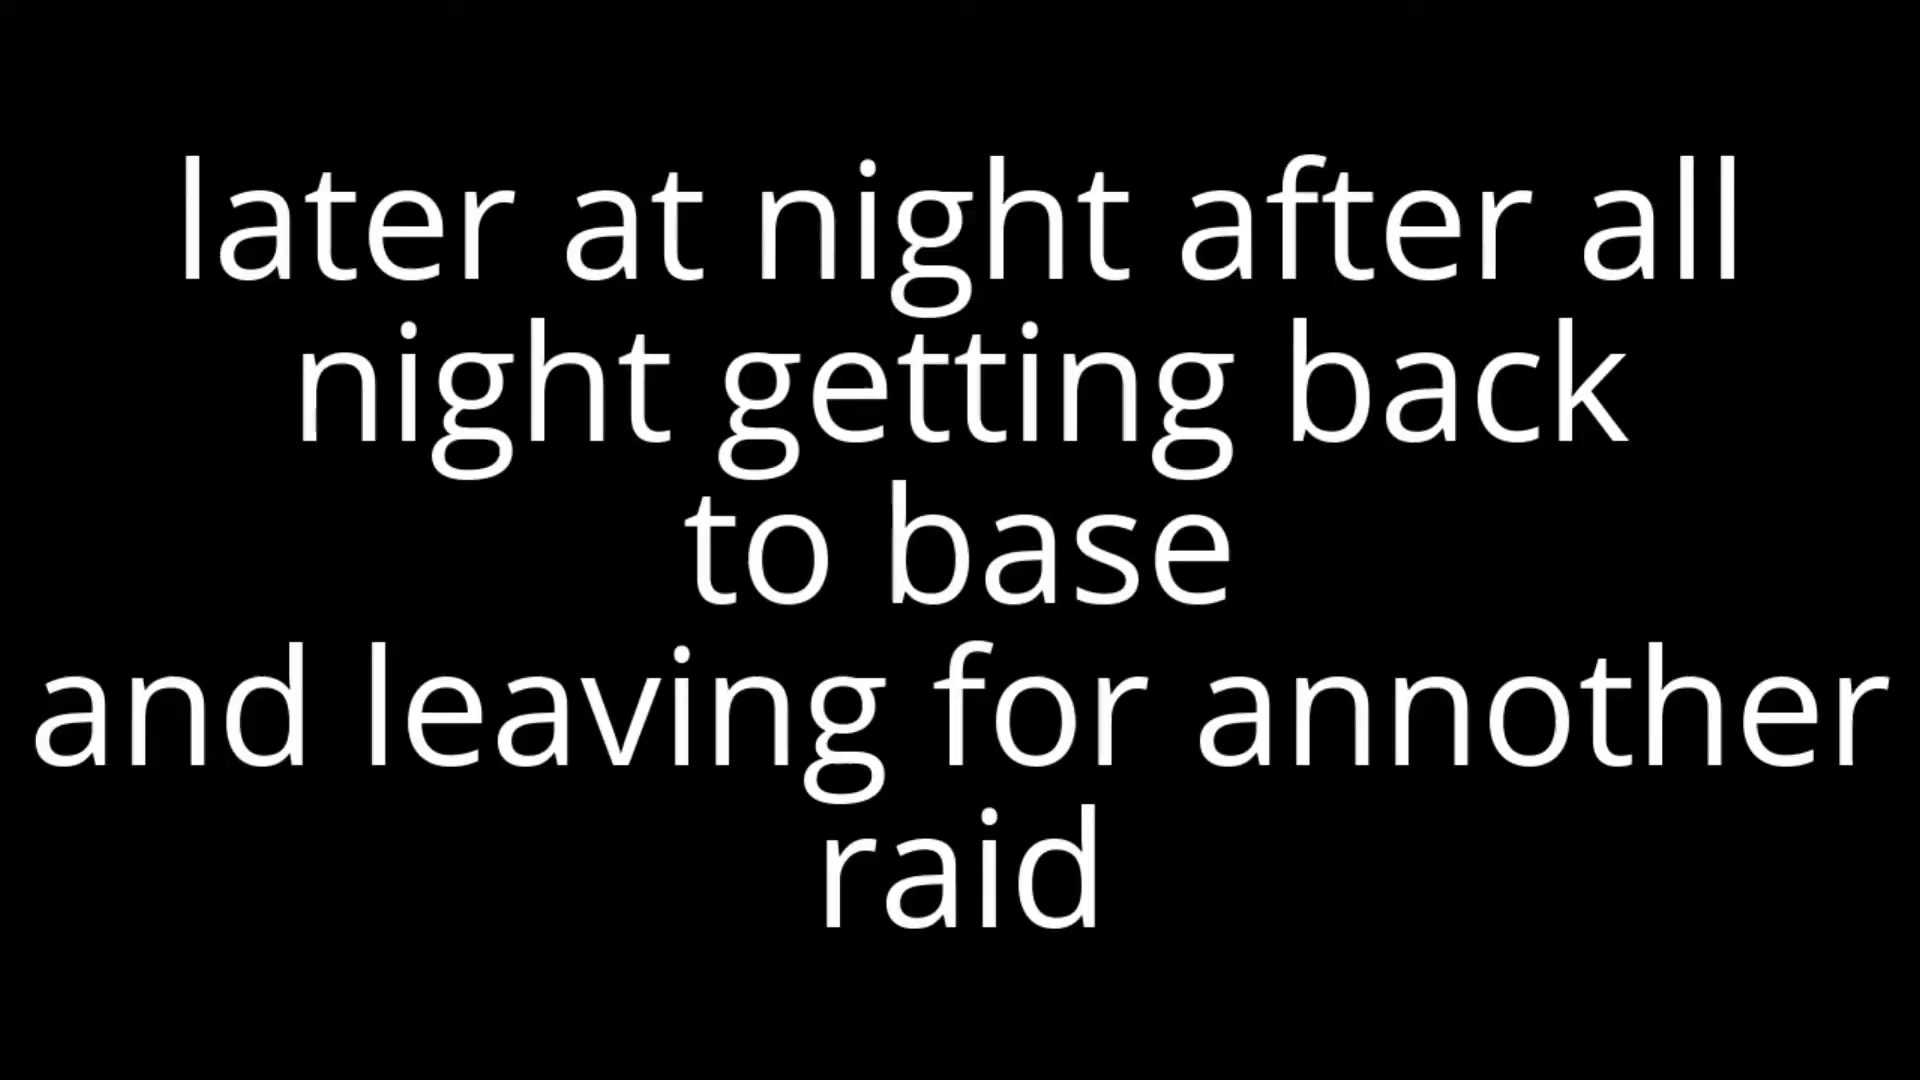 later at night after all
night getting back
to base
and leaving for annother
raid